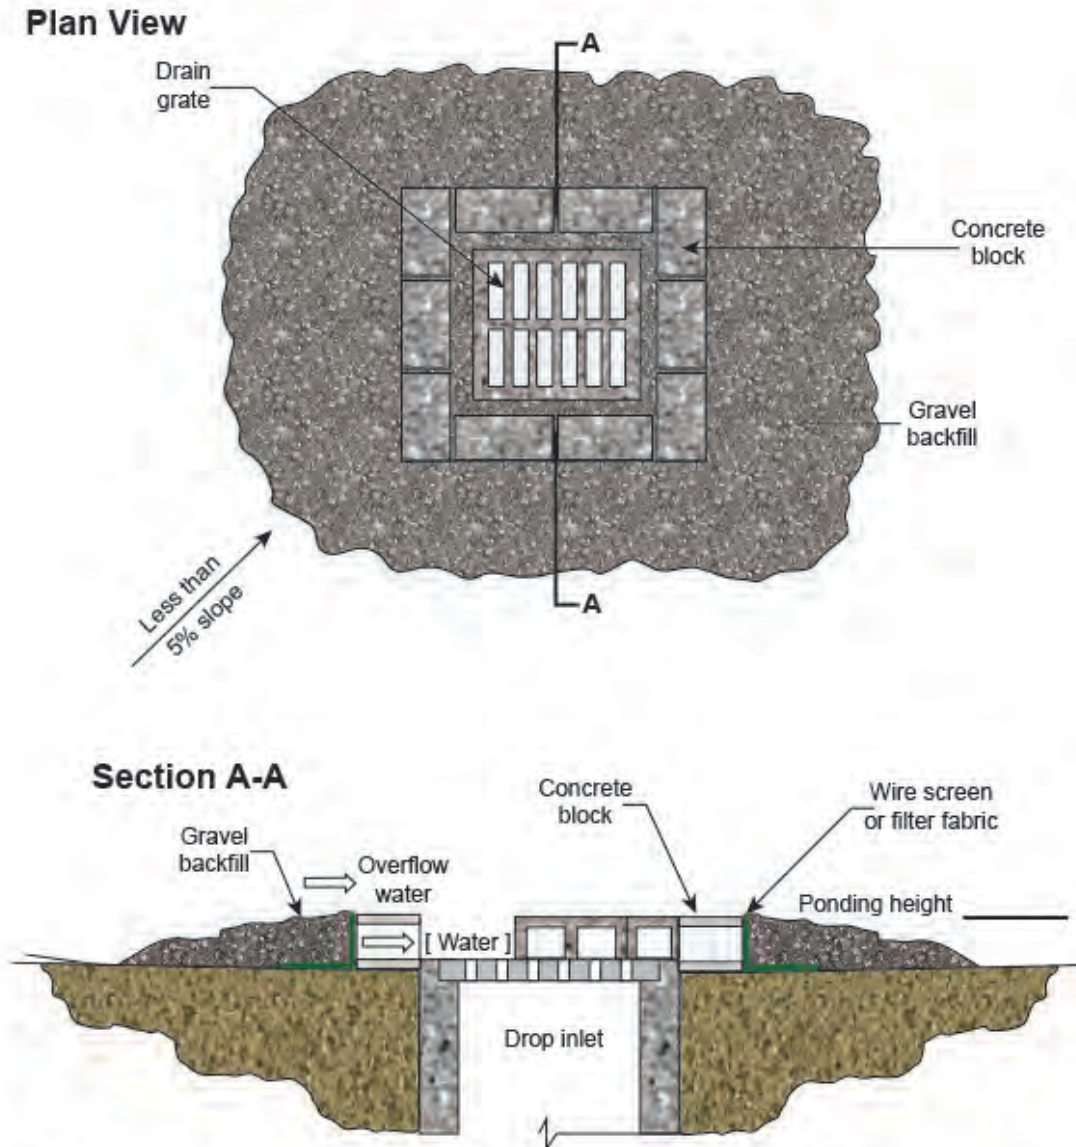 Plan View
A
Drain
grate
Concrete
block
Gravel
backfill
A
Less than
5% slope
Section A-A
Concrete
block
Wire screen
or filter fabric
Gravel
backfill
Overflow
water
Ponding height
[ Water ]
Drop inlet